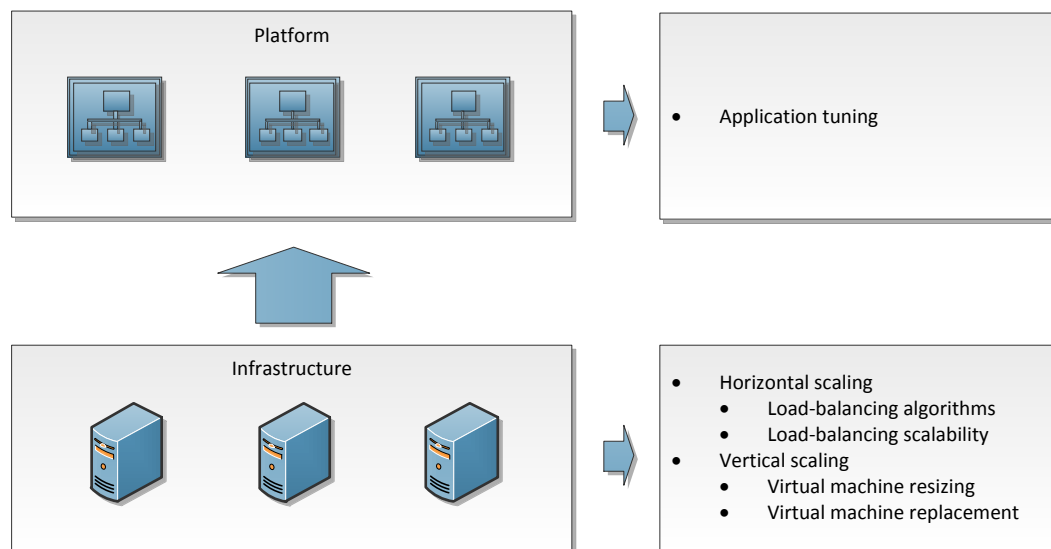 Platform
• Application tuning
Infrastructure
• Horizontal scaling
• Load-balancing algorithms
• Load-balancing scalability
• Vertical scaling
• Virtual machine resizing
• Virtual machine replacement